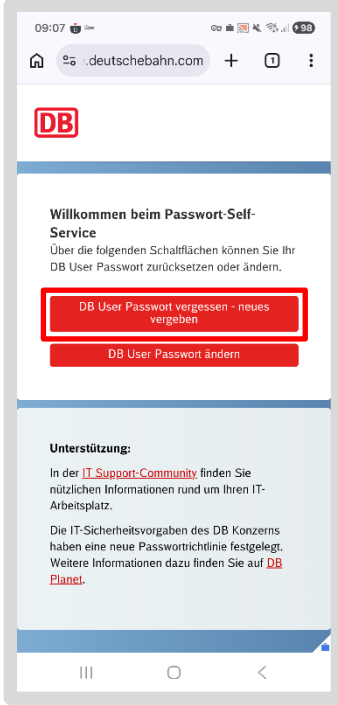 09:07
98
.deutschebahn.com
1
DB
Willkommen beim Passwort-Self-
Service
Über die folgenden Schaltflächen können Sie Ihr
DB User Passwort zurücksetzen oder ändern.
DB User Passwort vergessen - neues
vergeben
DB User Passwort ändern
Unterstützung:
In der IT Support-Community finden Sie
nützlichen Informationen rund um Ihren IT-
Arbeitsplatz.
Die IT-Sicherheitsvorgaben des DB Konzerns
haben eine neue Passwortrichtlinie festgelegt.
Weitere Informationen dazu finden Sie auf DB
Planet.